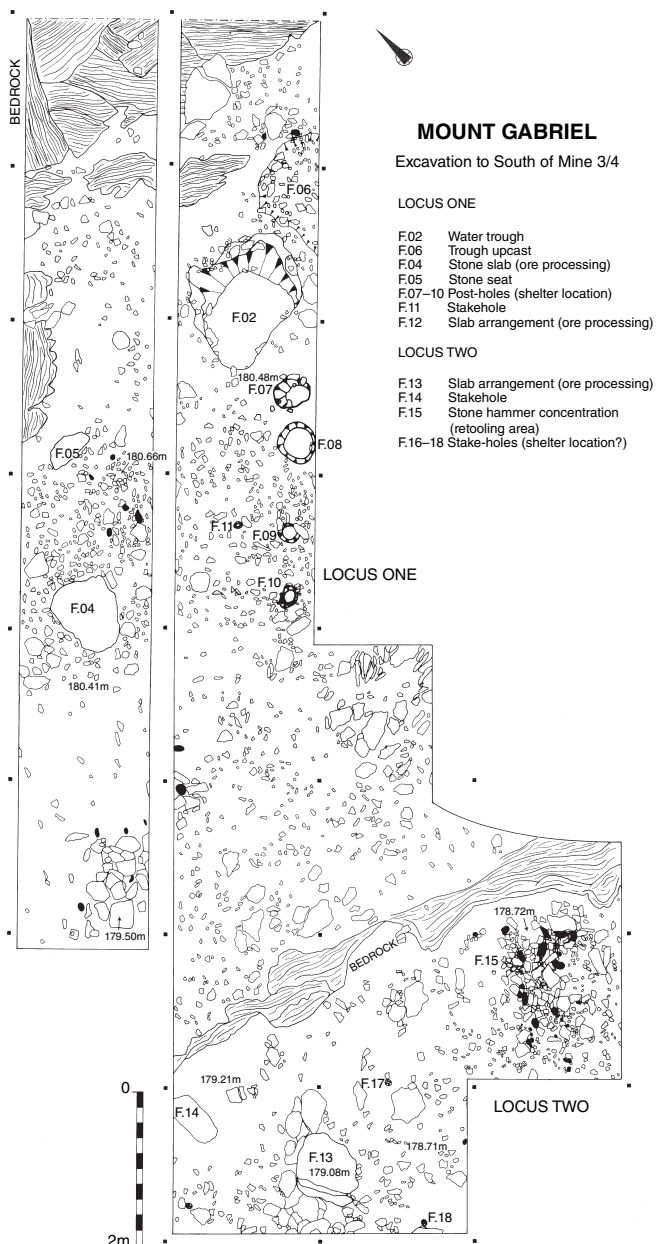 MOUNT GABRIEL
Excavation to South of Mine 3/4
LOCUS ONE
F.02 Water trough
F.06 Trough upcast
F.04 Stone slab (ore processing)
F.05 Stone seat
F.07–10 Post-holes (shelter location)
F.11 Stakehole
F.12 Slab arrangement (ore processing)
LOCUS TWO
F.13 Slab arrangement (ore processing)
F.14 Stakehole
F.15 Stone hammer concentration
(retooling area)
F.16–18 Stake-holes (shelter location?)
BEDROCK
F.06
F.02
180.48m
F.07
F.08
F.05
180.66m
F.11
F.09
F.10
LOCUS ONE
F.04
180.41m
179.50m
178.72m
F.15
BEDROCK
179.21m
F.17
F.14
LOCUS TWO
178.71m
F.13
179.08m
F.18
0
2m